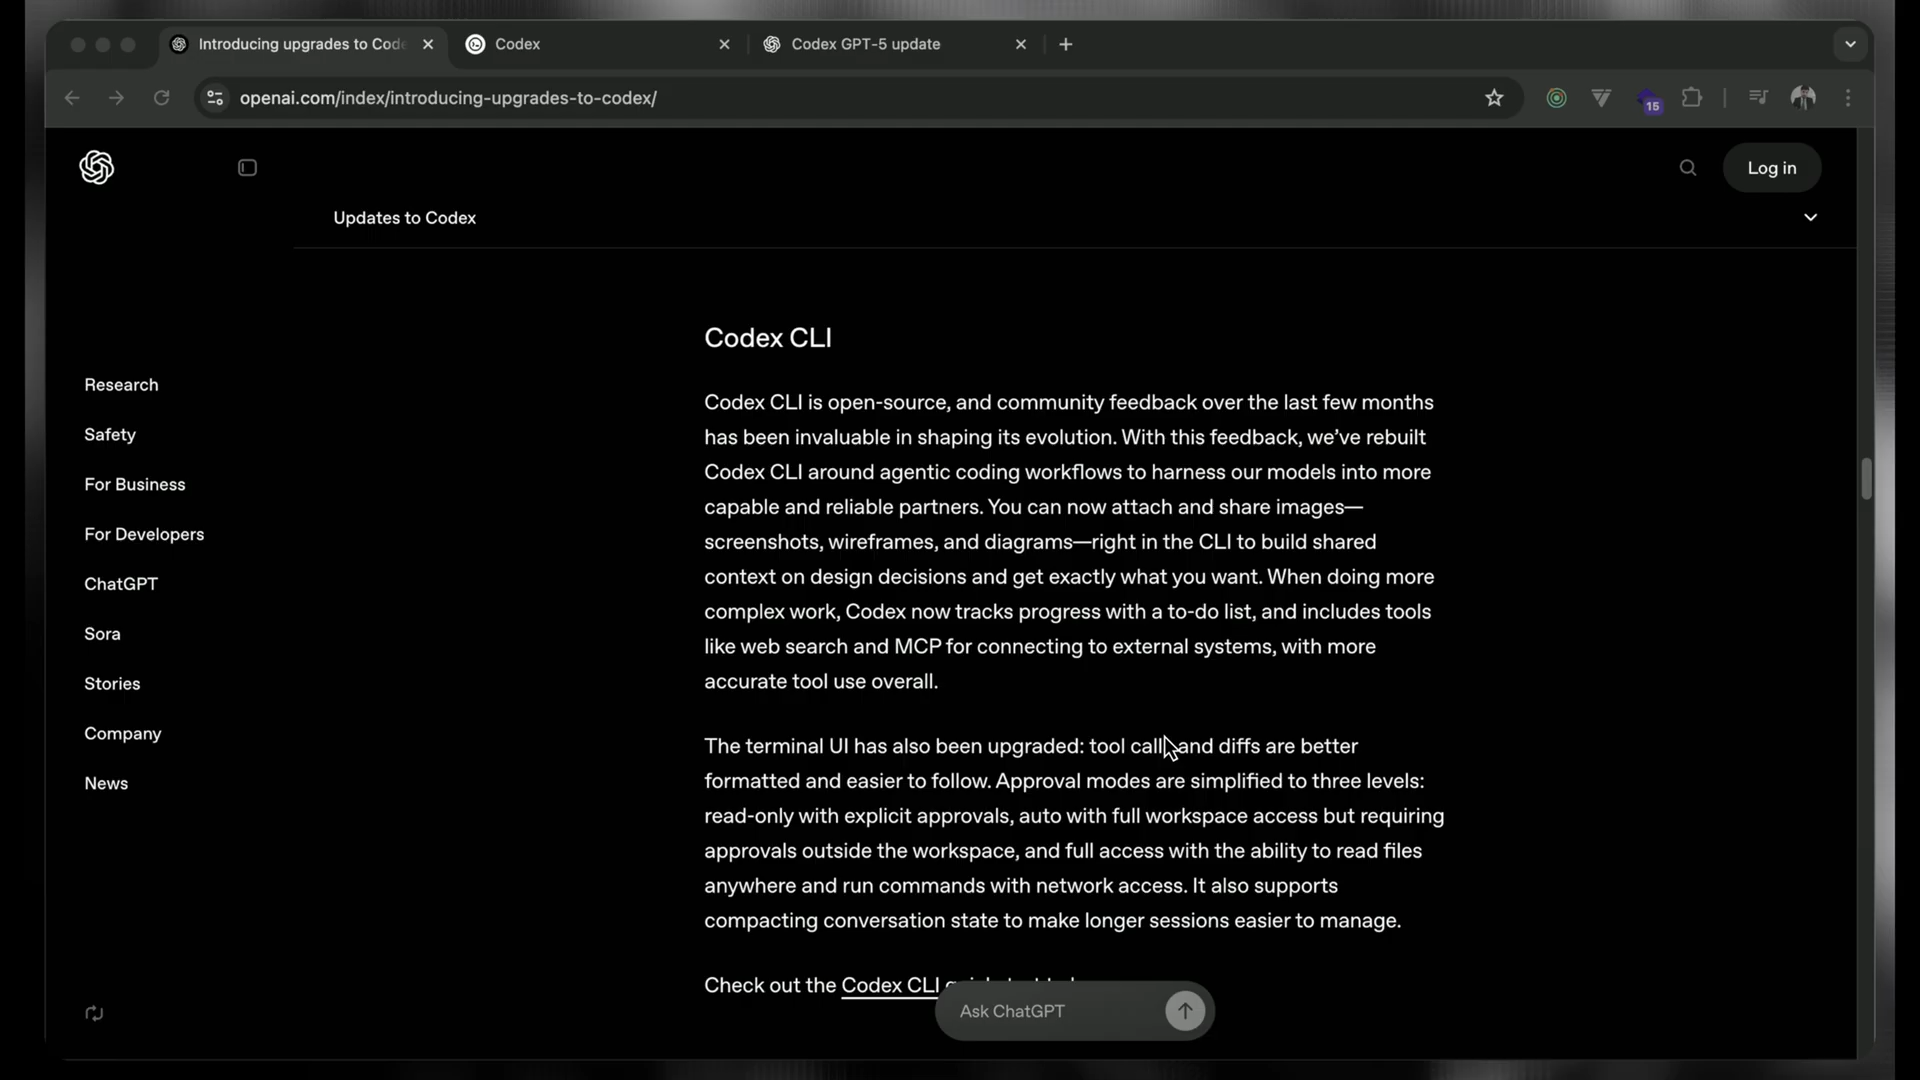 Introducing upgrades to Code
Codex
Codex GPT-5 update
openai.com/index/introducing-upgrades-to-codex/
15
Log in
Updates to Codex
Research
Safety
For Business
For Developers
ChatGPT
Sora
Stories
Company
News
Codex CLI
Codex CLI is open-source, and community feedback over the last few months
has been invaluable in shaping its evolution. With this feedback, we’ve rebuilt
Codex CLI around agentic coding workflows to harness our models into more
capable and reliable partners. You can now attach and share images—
screenshots, wireframes, and diagrams—right in the CLI to build shared
context on design decisions and get exactly what you want. When doing more
complex work, Codex now tracks progress with a to-do list, and includes tools
like web search and MCP for connecting to external systems, with more
accurate tool use overall.
The terminal UI has also been upgraded: tool calls and diffs are better
formatted and easier to follow. Approval modes are simplified to three levels:
read-only with explicit approvals, auto with full workspace access but requiring
approvals outside the workspace, and full access with the ability to read files
anywhere and run commands with network access. It also supports
compacting conversation state to make longer sessions easier to manage.
Check out the Codex CLI
Ask ChatGPT